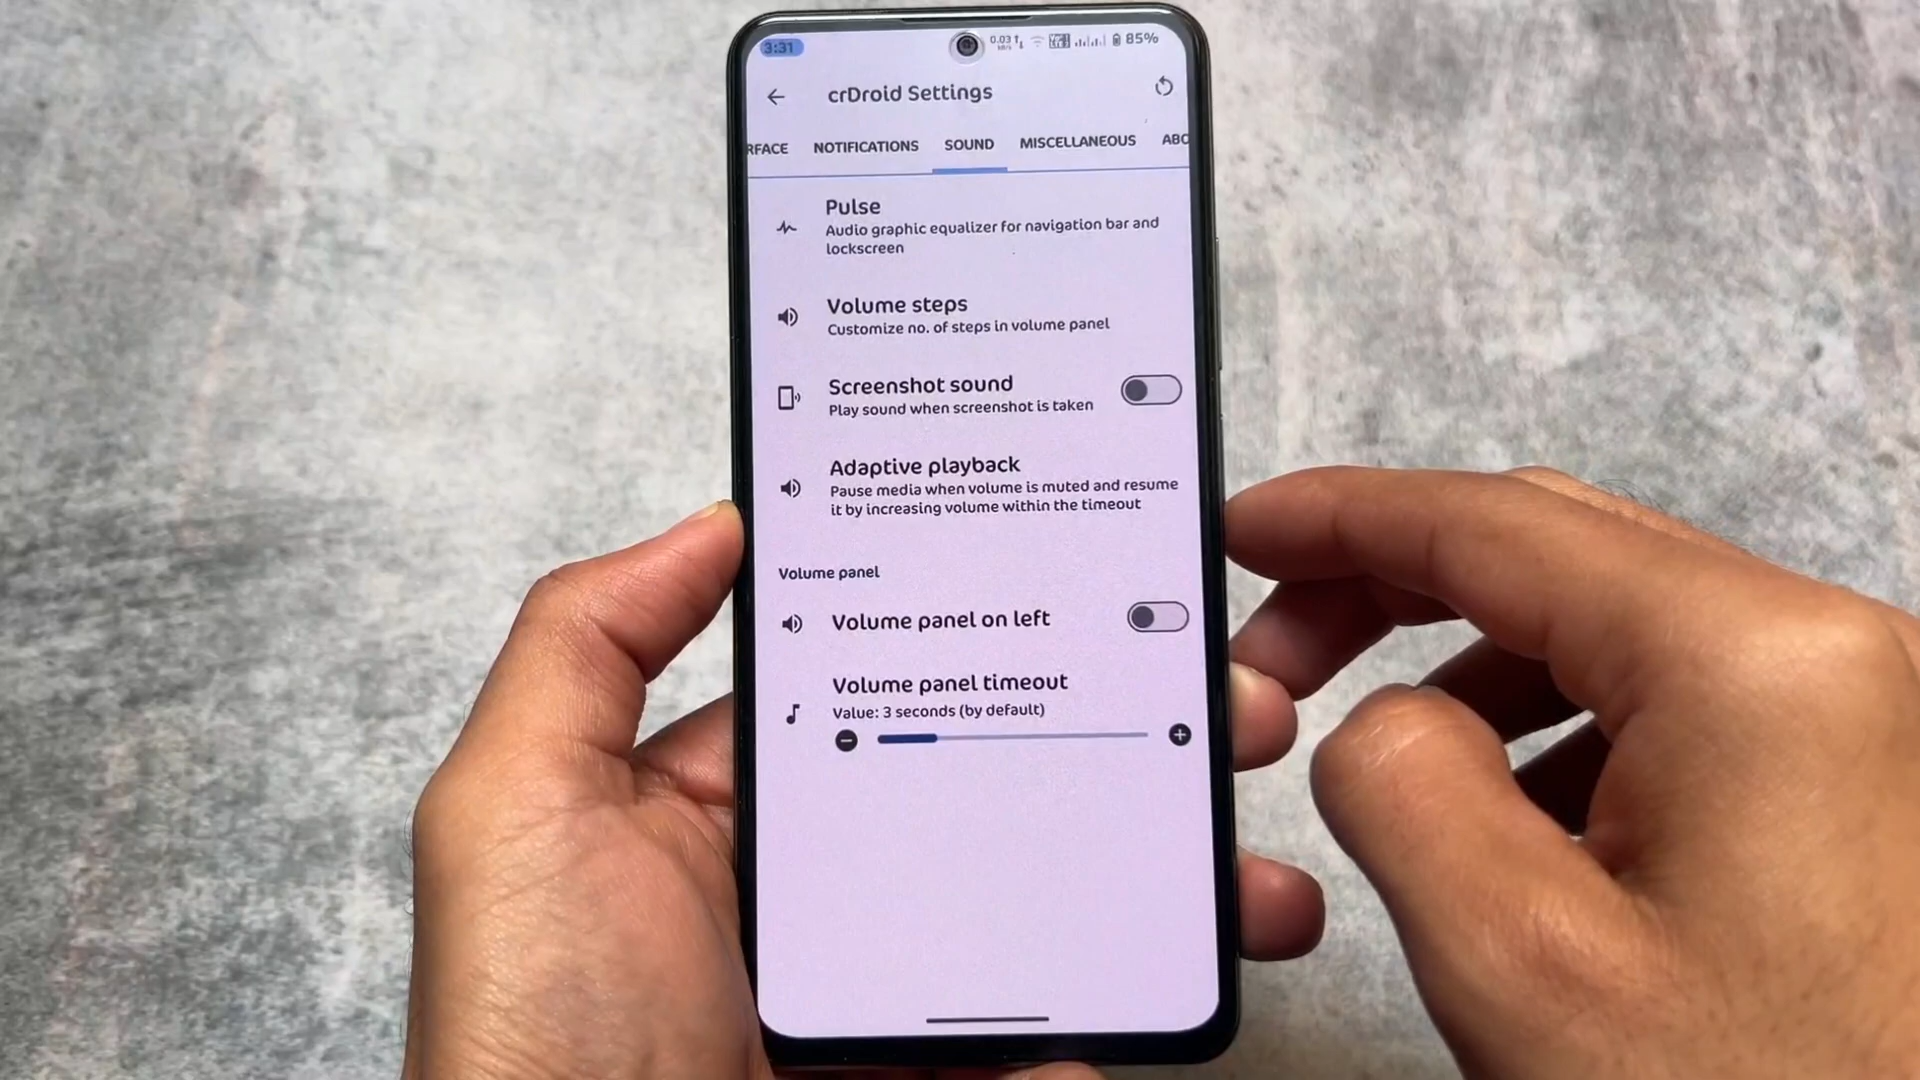 3:31
0.03
85%
crDroid Settings
RFACE NOTIFICATIONS SOUND MISCELLANEOUS ABO
Pulse
Audio graphic equalizer for navigation bar and
lockscreen
Volume steps
Customize no. of steps in volume panel
Screenshot sound
Play sound when screenshot is taken
Adaptive playback
Pause media when volume is muted and resume
it by increasing volume within the timeout
Volume panel
Volume panel on left
Volume panel timeout
Value: 3 seconds (by default)